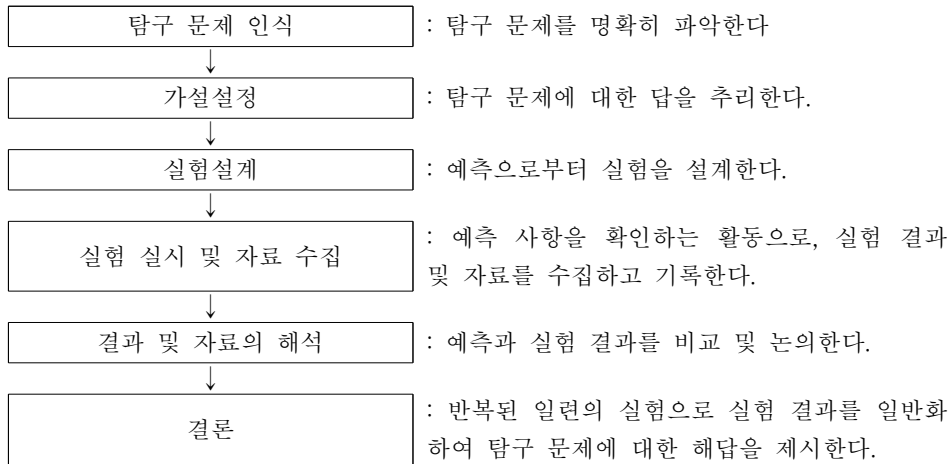 탐구 문제 인식 : 탐구 문제를 명확히 파악한다
↓
가설설정 : 탐구 문제에 대한 답을 추리한다.
↓
실험설계 : 예측으로부터 실험을 설계한다.
↓
실험 실시 및 자료 수집 : 예측 사항을 확인하는 활동으로, 실험 결과
및 자료를 수집하고 기록한다.
↓
결과 및 자료의 해석 : 예측과 실험 결과를 비교 및 논의한다.
↓
결론 : 반복된 일련의 실험으로 실험 결과를 일반화
하여 탐구 문제에 대한 해답을 제시한다.